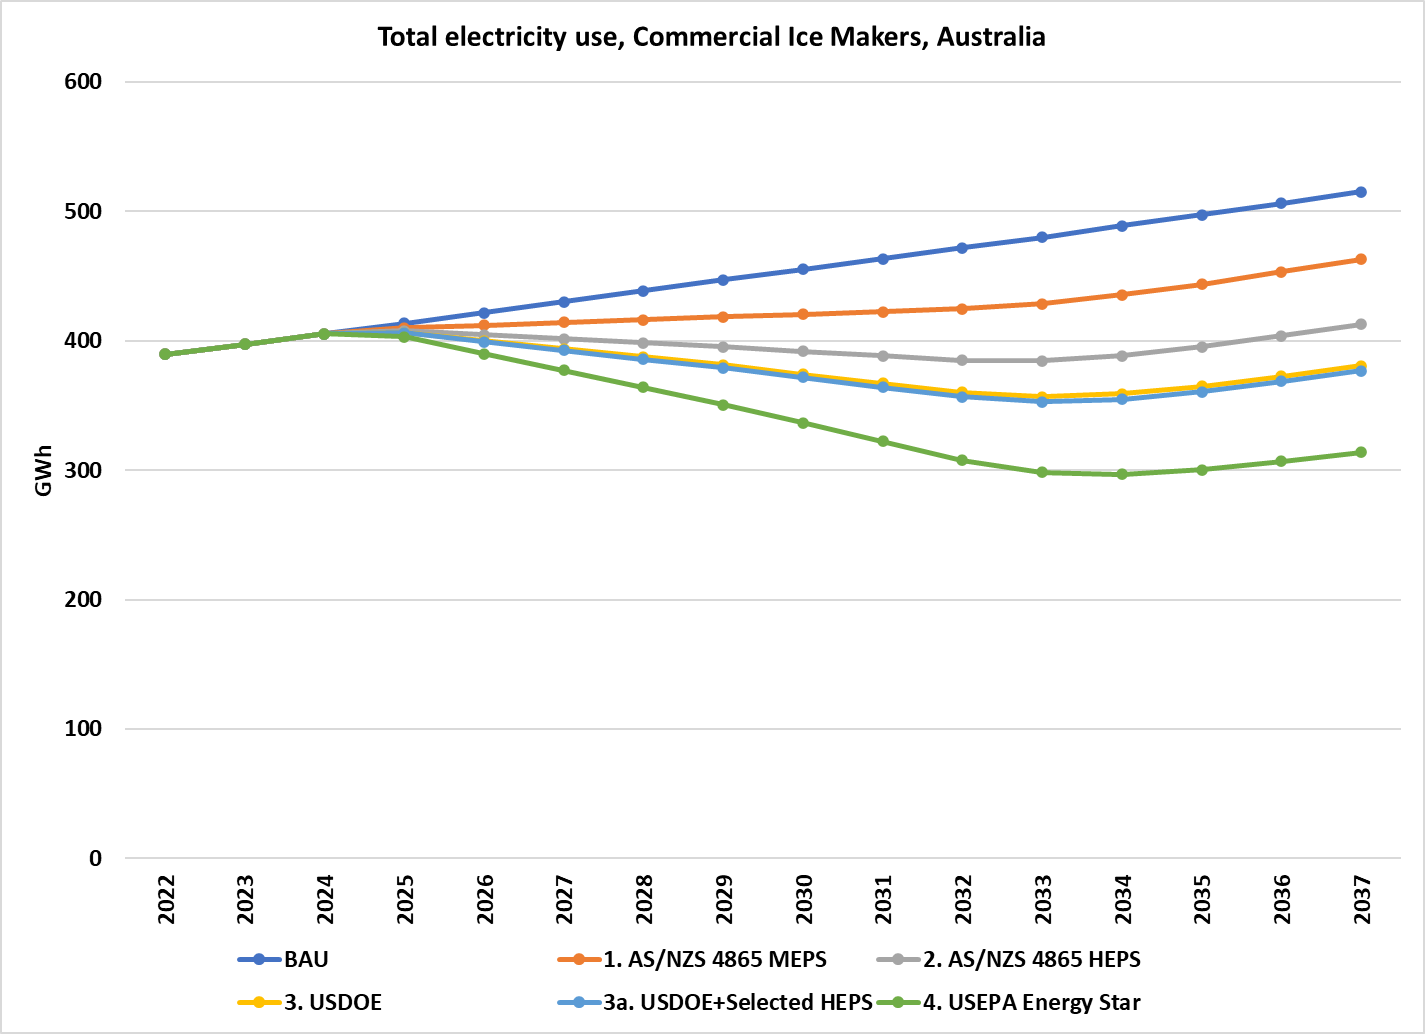 Total electricity use, Commercial Ice Makers, Australia
600
500
400
300
200
100
0
GWh
2022 2023 2024 2025 2026 2027 2028 2029 2030 2031 2032 2033 2034 2035 2036 2037
BAU 1. AS/NZS 4865 MEPS 2. AS/NZS 4865 HEPS
3. USDOE 3a. USDOE+Selected HEPS 4. USEPA Energy Star